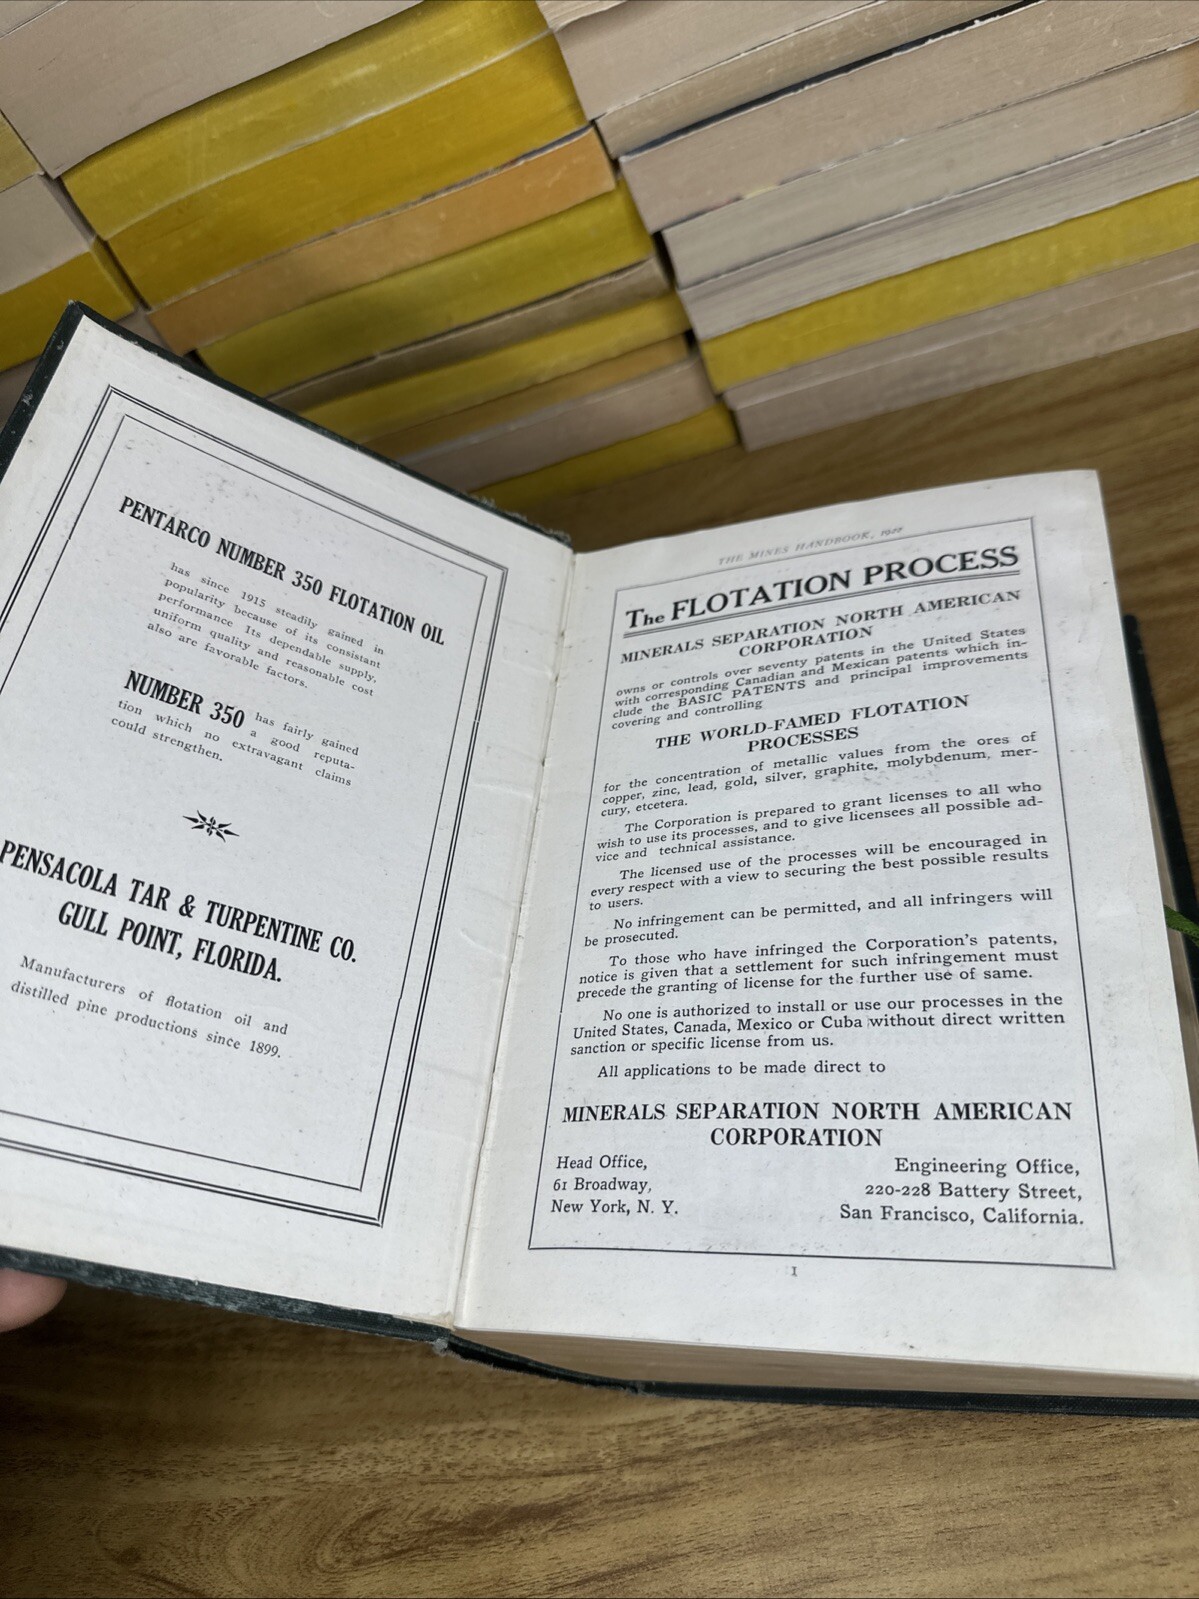 PENTARCO NUMBER 350 FLOTATION OIL
has since 1915 steadily gained in
popularity because of its consistant
performance Its dependable supply,
uniform quality and reasonable cost
also are favorable factors.
NUMBER 350 has fairly gained
a good reputa-
tion which no extravagant claims
could strengthen.
PENSACOLA TAR & TURPENTINE CO.
GULL POINT, FLORIDA.
Manufacturers of flotation oil and
distilled pine productions since 1899.
THE MINES HANDBOOK, 1922
The FLOTATION PROCESS
MINERALS SEPARATION NORTH AMERICAN
CORPORATION
owns or controls over seventy patents in the United States
with corresponding Canadian and Mexican patents which in-
clude the BASIC PATENTS and principal improvements
covering and controlling
THE WORLD-FAMED FLOTATION
PROCESSES
for the concentration of metallic values from the ores of
copper, zinc, lead, gold, silver, graphite, molybdenum, mer-
cury, etcetera.
The Corporation is prepared to grant licenses to all who
wish to use its processes, and to give licensees all possible ad-
vice and technical assistance.
The licensed use of the processes will be encouraged in
every respect with a view to securing the best possible results
to users.
No infringement can be permitted, and all infringers will
be prosecuted.
To those who have infringed the Corporation's patents,
notice is given that a settlement for such infringement must
precede the granting of license for the further use of same.
No one is authorized to install or use our processes in the
United States, Canada, Mexico or Cuba without direct written
sanction or specific license from us.
All applications to be made direct to
MINERALS SEPARATION NORTH AMERICAN
CORPORATION
Head Office,
61 Broadway,
New York, N. Y.
Engineering Office,
220-228 Battery Street,
San Francisco, California.
1